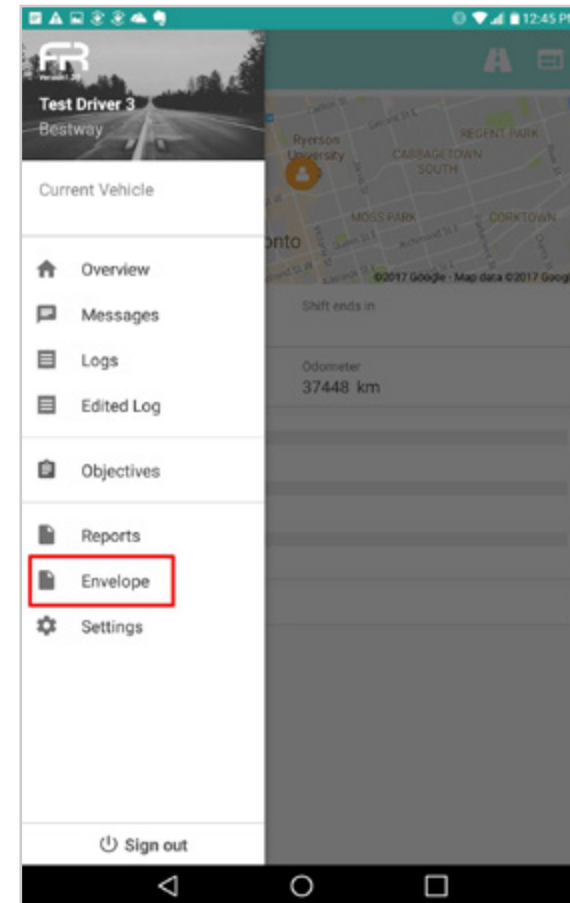 12:45 PM
FR
Test Driver 3
Bestway
Current Vehicle
Overview
Messages
Logs
Edited Log
Objectives
Reports
Envelope
Settings
Sign out
Ryerson
University
REGENT PARK
CABBAGETOWN
SOUTH
MOSS PARK
CORKTOWN
onto
©2017 Google - Map data ©2017 Googl
Shift ends in
Odometer
37448 km